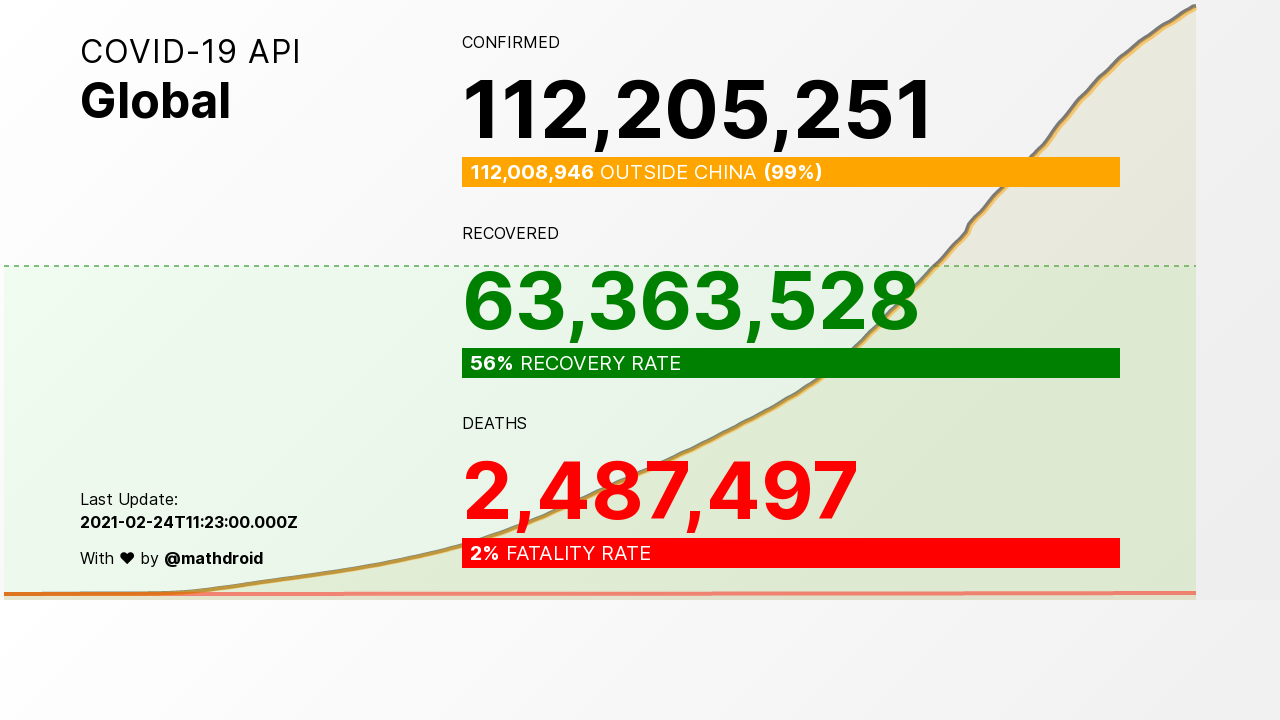 COVID-19 API
Global
CONFIRMED
112,205,251
112,008,946 OUTSIDE CHINA (99%)
RECOVERED
63,363,528
56% RECOVERY RATE
DEATHS
2,487,497
2% FATALITY RATE
Last Update:
2021-02-24T11:23:00.000Z
With ♥ by @mathdroid